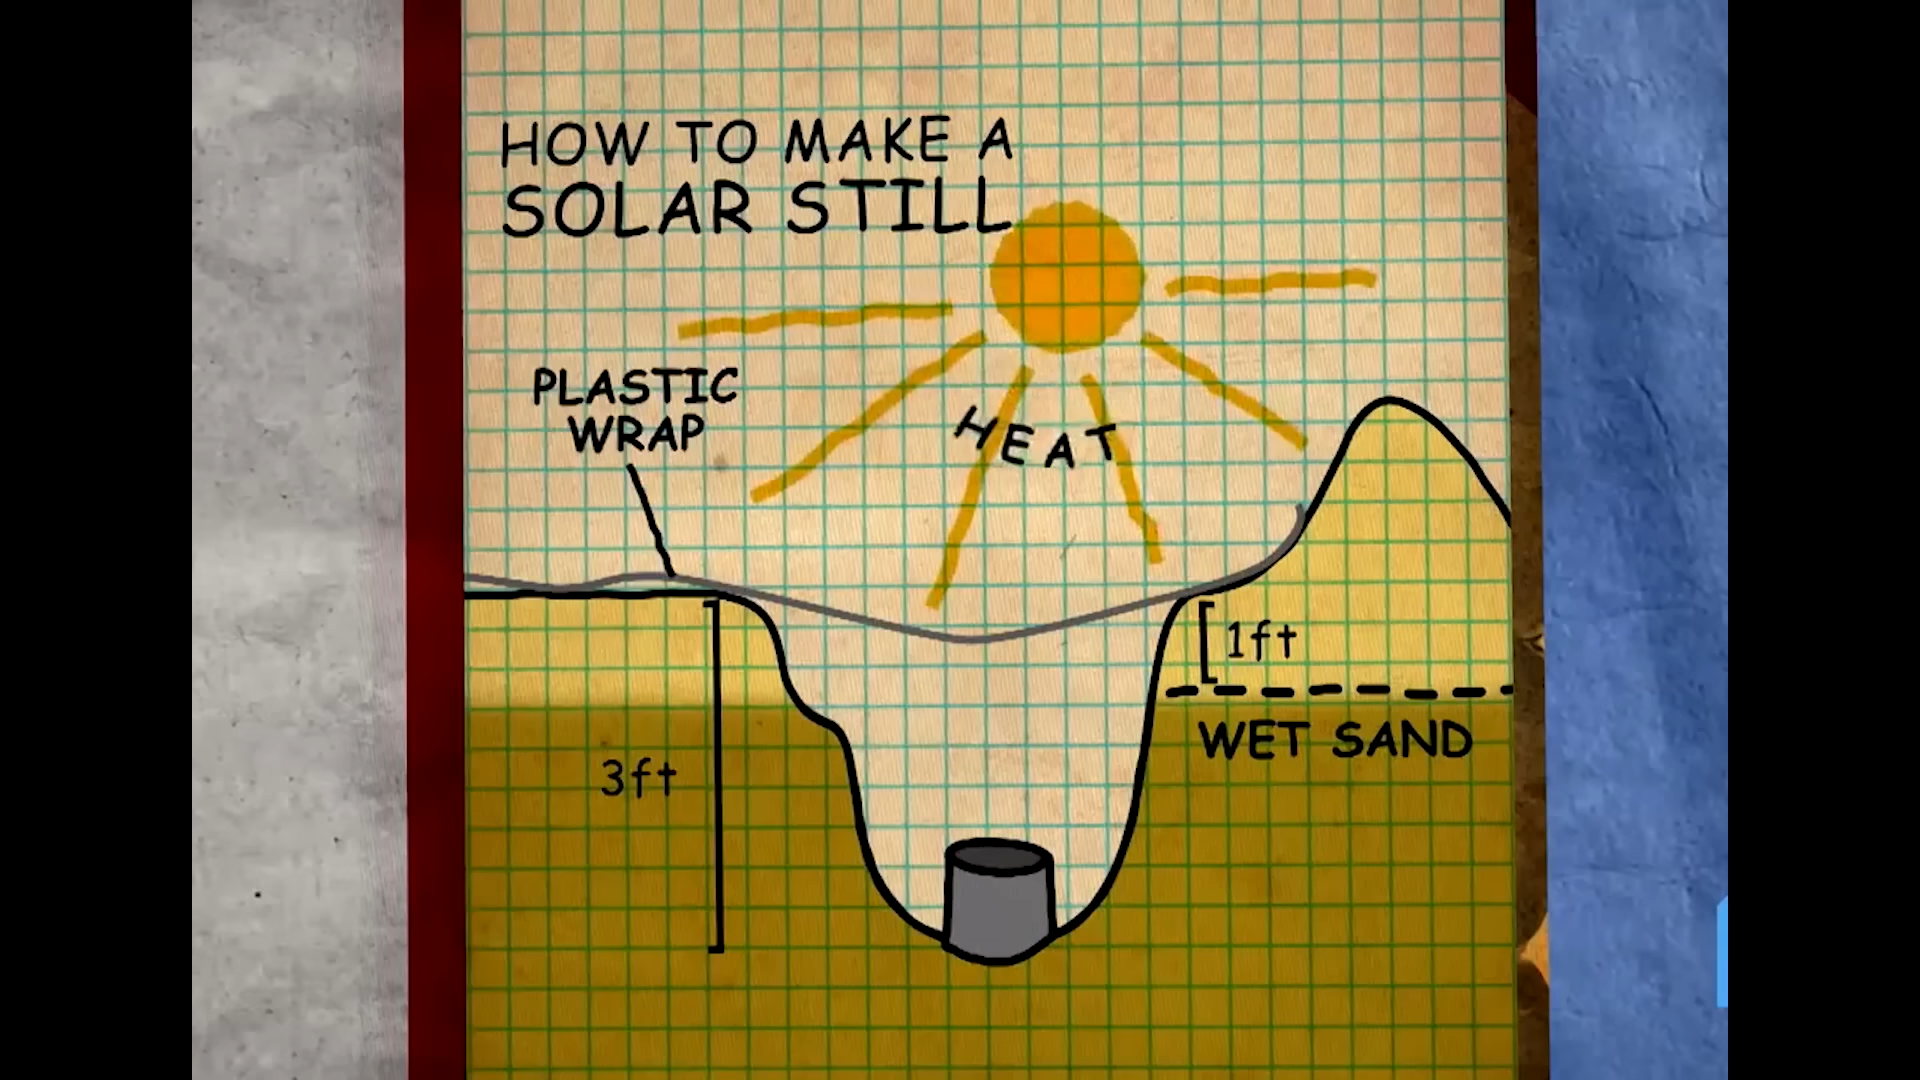 HOW TO MAKE A
SOLAR STILL
PLASTIC
WRAP
HEAT
1ft
WET SAND
3ft